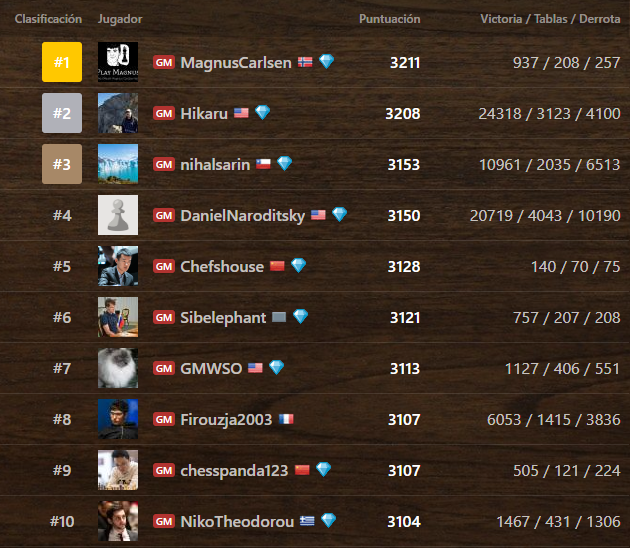 Clasificación Jugador Puntuación Victoria / Tablas / Derrota
#1 PLAY MAGNUS GM MagnusCarlsen 3211 937 / 208 / 257
#2 GM Hikaru 3208 24318 / 3123 / 4100
#3 GM nihalsarin 3153 10961 / 2035 / 6513
#4 GM DanielNaroditsky 3150 20719 / 4043 / 10190
#5 GM Chefshouse 3128 140 / 70 / 75
#6 GM Sibelephant 3121 757 / 207 / 208
#7 GM GMWSO 3113 1127 / 406 / 551
#8 GM Firouzja2003 3107 6053 / 1415 / 3836
#9 GM chesspanda123 3107 505 / 121 / 224
#10 GM NikoTheodorou 3104 1467 / 431 / 1306